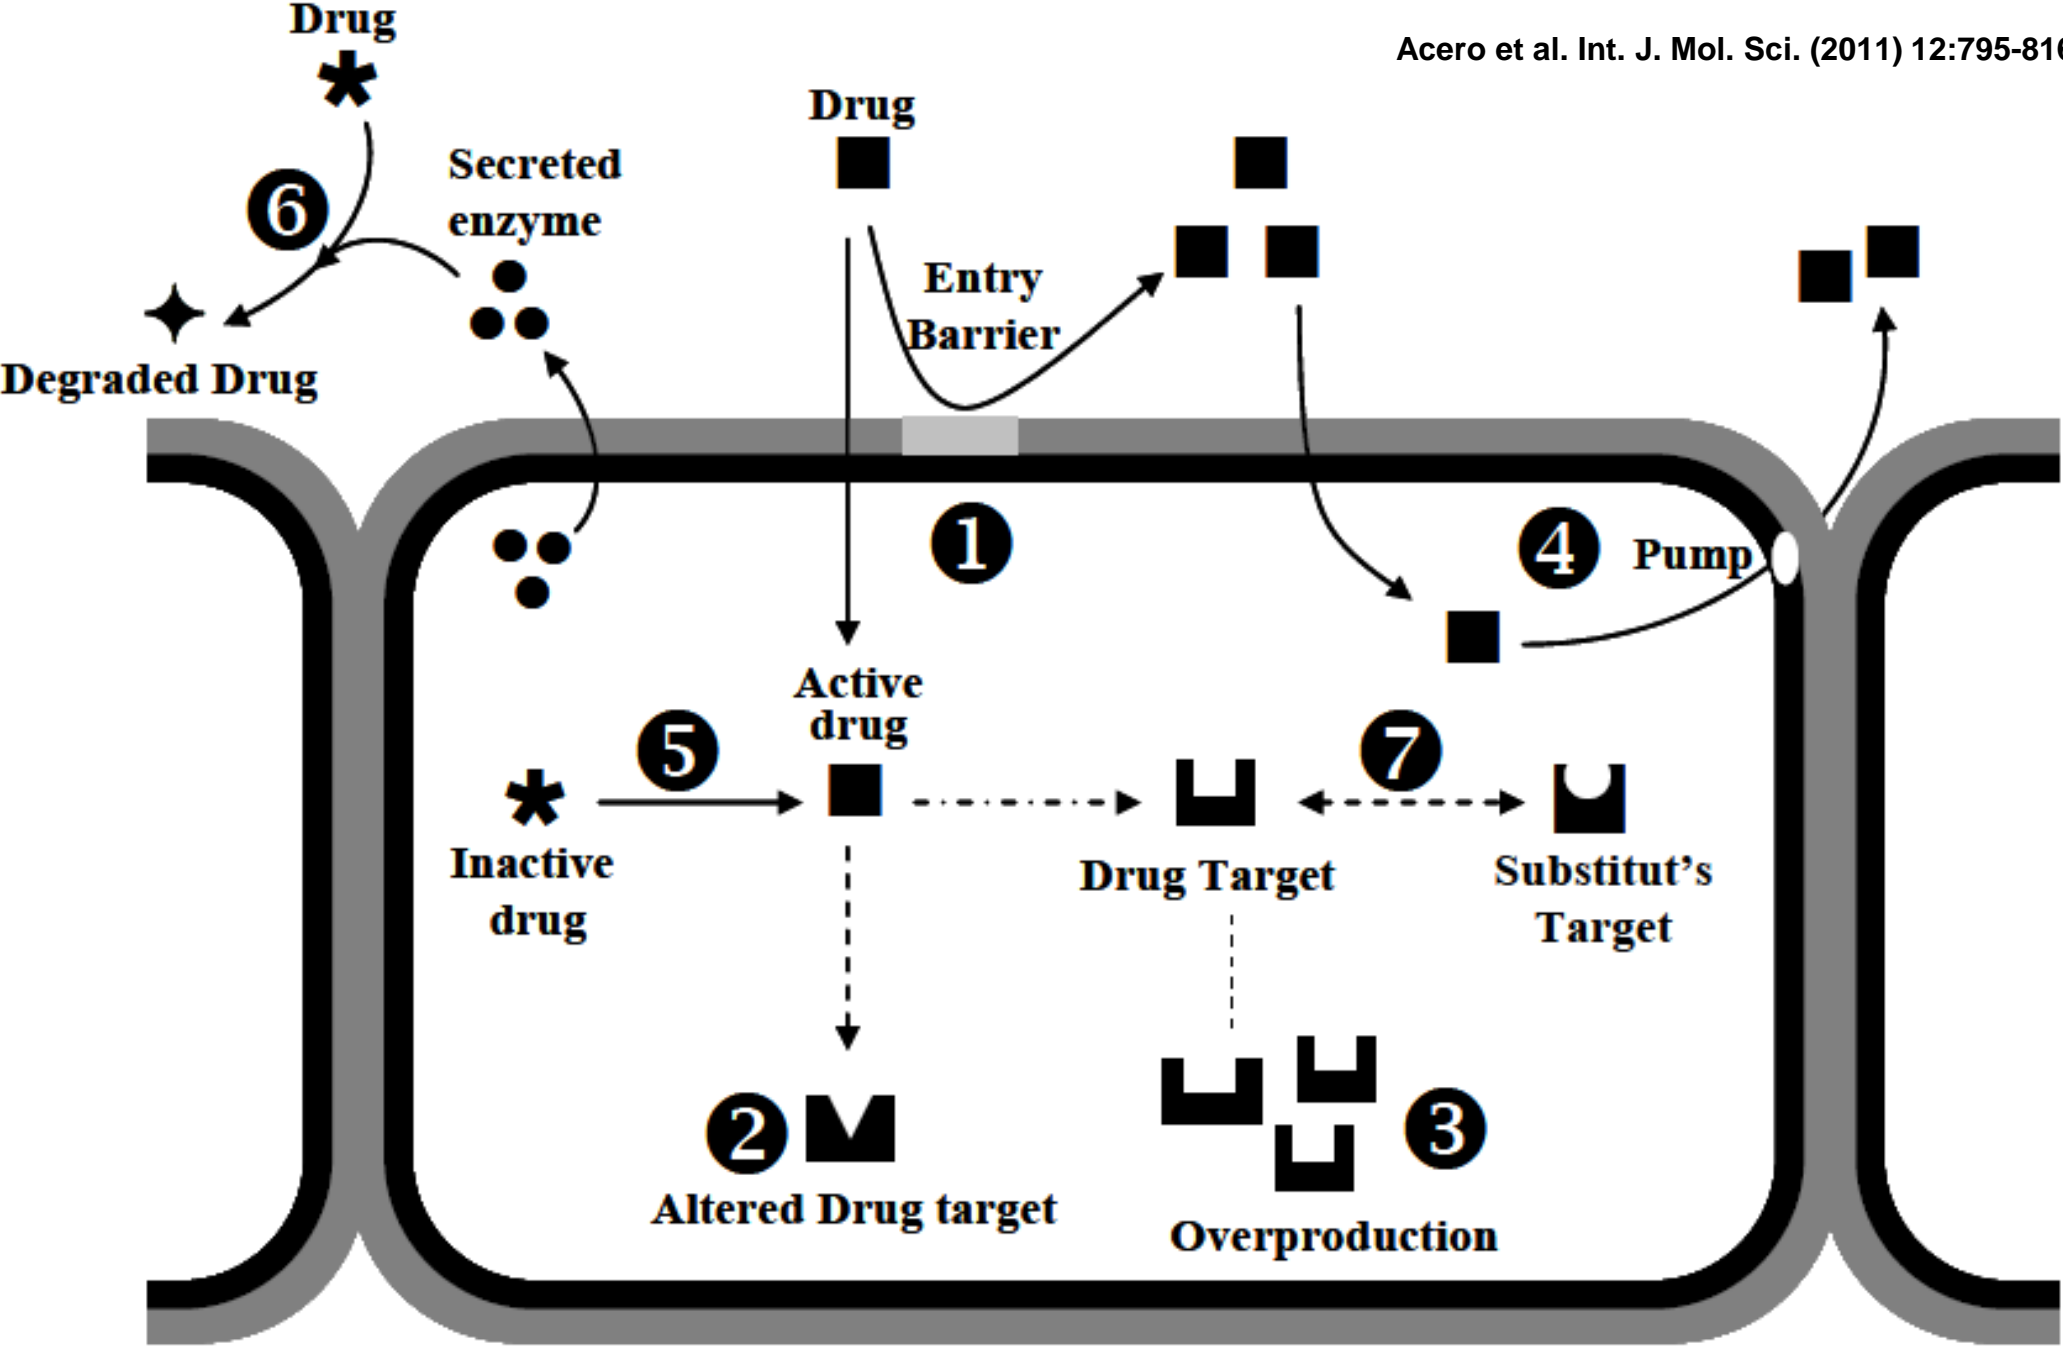 Drug
Acero et al. Int. J. Mol. Sci. (2011) 12:795-816
Drug
Secreted
enzyme
6
Entry
Barrier
Degraded Drug
1
4
Pump
Active
drug
5
7
Inactive
drug
Drug Target
Substitut’s
Target
2
3
Altered Drug target
Overproduction